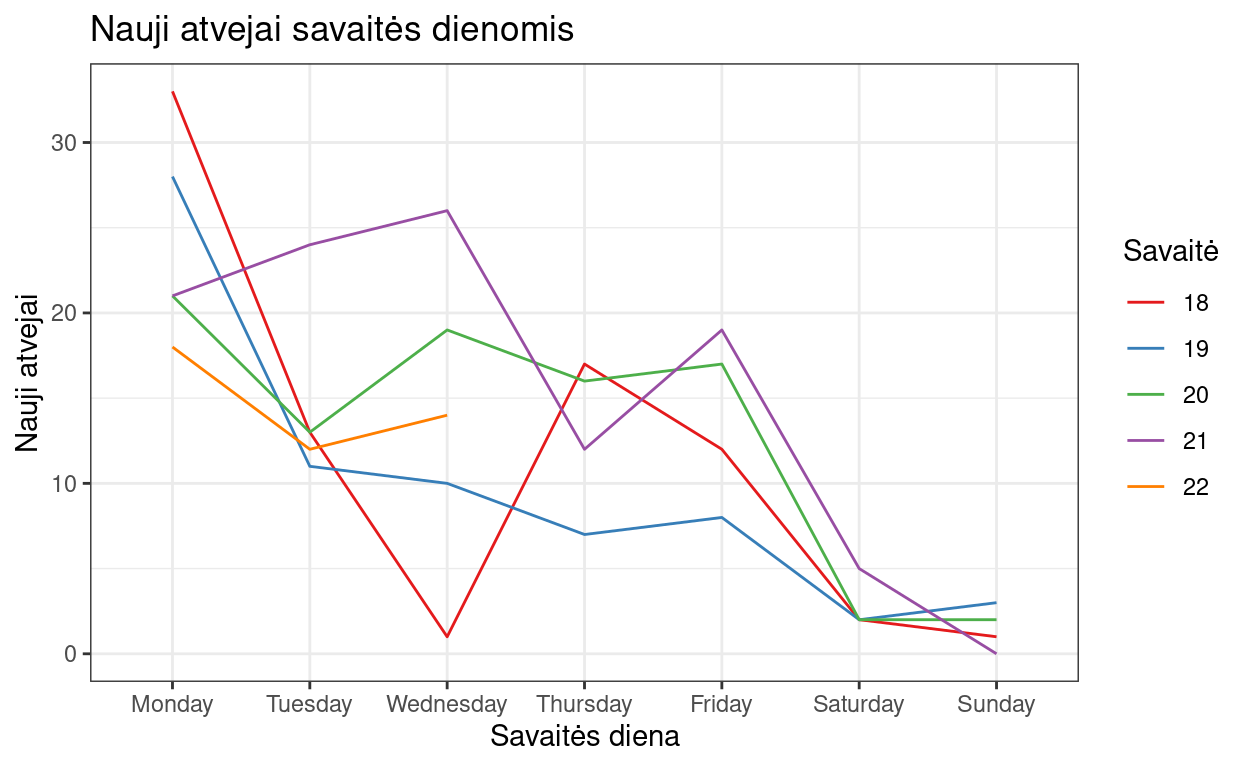 Nauji atvejai savaitės dienomis
Nauji atvejai
30
20
10
0
Monday Tuesday Wednesday Thursday Friday Saturday Sunday
Savaitės diena
Savaitė
18
19
20
21
22